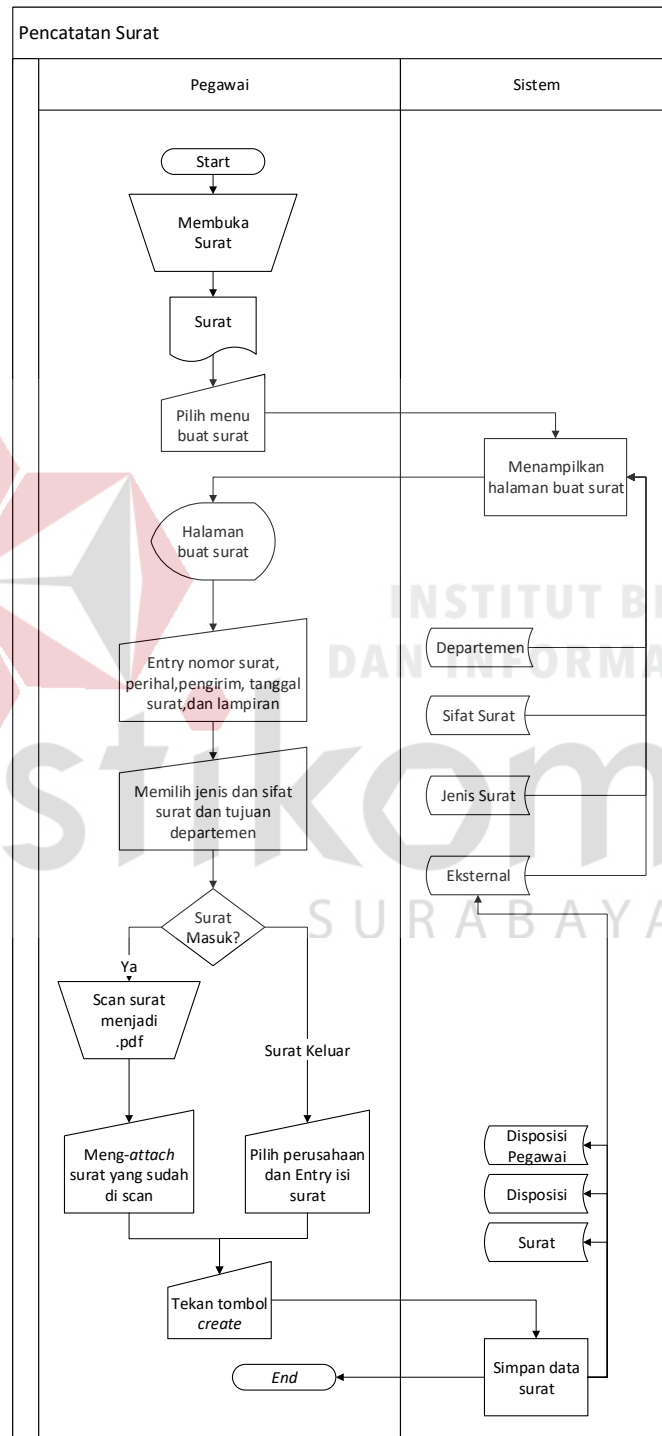 Pencatatan Surat
Pegawai
Sistem
Start
Membuka
Surat
Surat
Pilih menu
buat surat
Menampilkan
halaman buat surat
Halaman
buat surat
INSTITUT BI
DAN INFORMA
Entry nomor surat,
perihal,pengirim, tanggal
surat,dan lampiran
Departemen
Sifat Surat
stikom
Memilih jenis dan sifat
surat dan tujuan
departemen
Jenis Surat
Eksternal
SURABAYA
Surat
Masuk?
Ya
Scan surat
menjadi
.pdf
Surat Keluar
Meng-attach
surat yang sudah
di scan
Pilih perusahaan
dan Entry isi
surat
Disposisi
Pegawai
Disposisi
Surat
Tekan tombol
create
Simpan data
surat
End